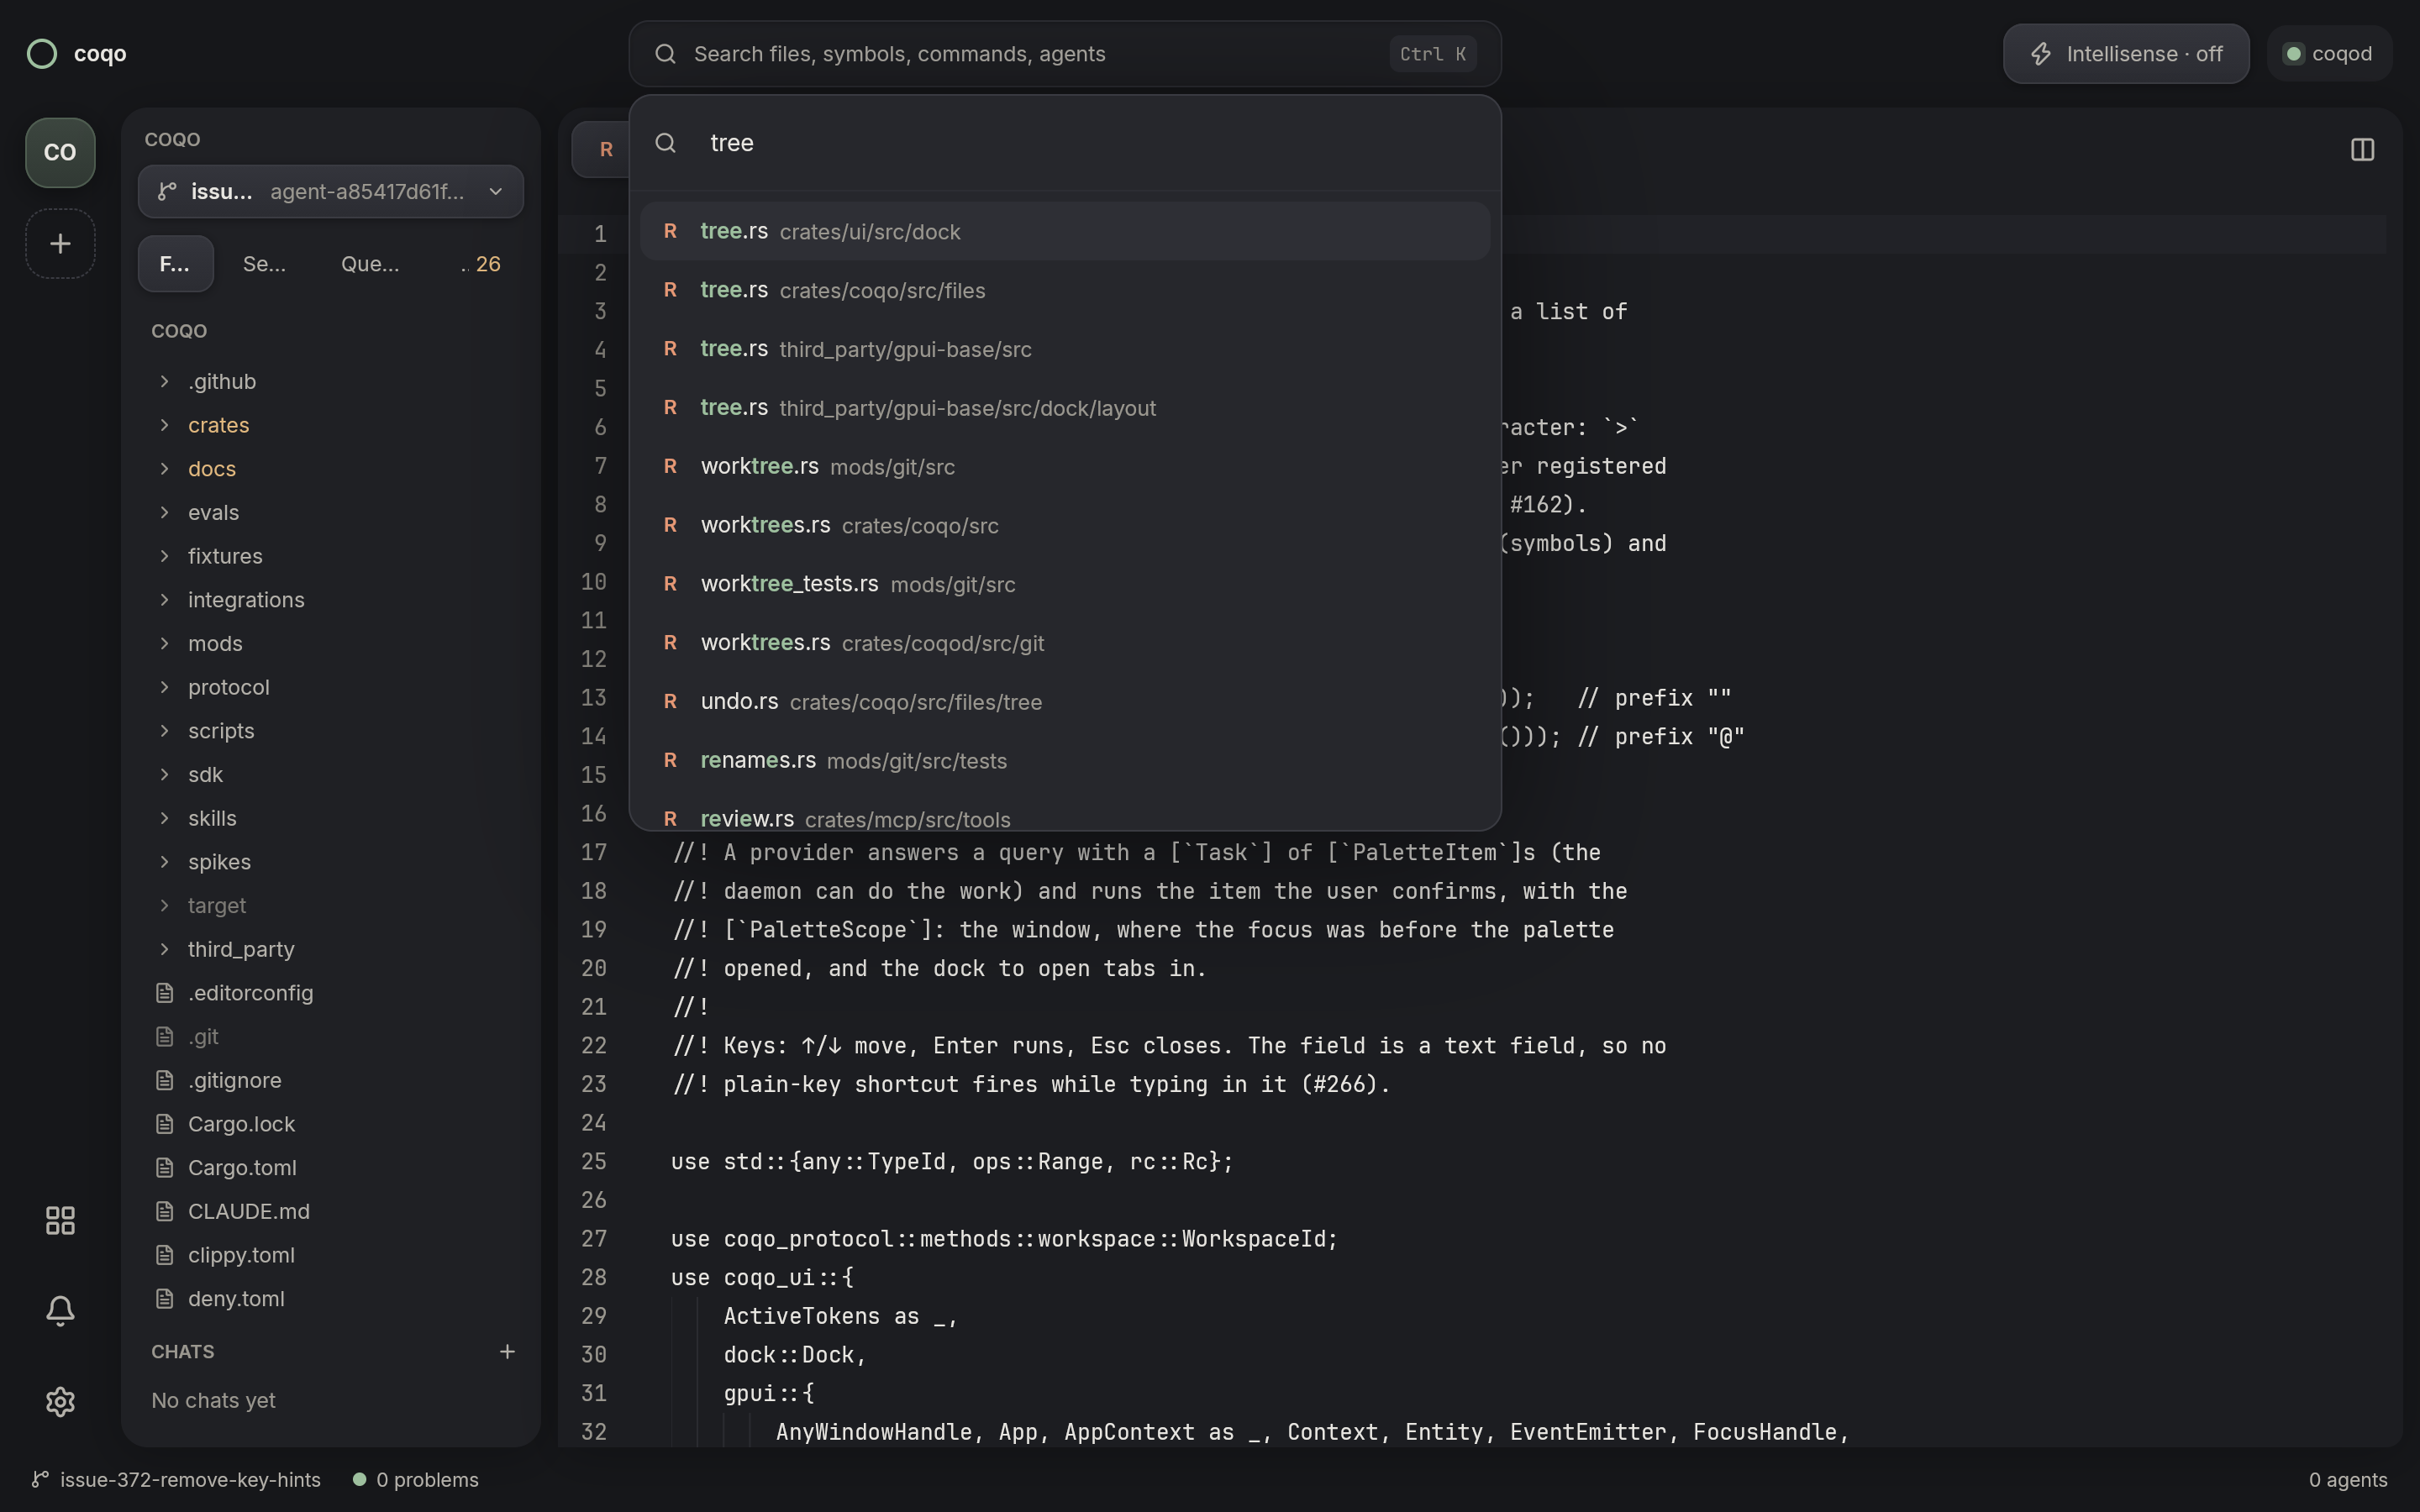 coqo
Search files, symbols, commands, agents
Ctrl K
Intellisense · off
coqod
CO
COQO
issu... agent-a85417d61f...
F... Se... Que... .. 26
COQO
.github
crates
docs
evals
fixtures
integrations
mods
protocol
scripts
sdk
skills
spikes
target
third_party
.editorconfig
.git
.gitignore
Cargo.lock
Cargo.toml
CLAUDE.md
clippy.toml
deny.toml
CHATS
No chats yet
R
tree
R tree.rs crates/ui/src/dock
R tree.rs crates/coqo/src/files
R tree.rs third_party/gpui-base/src
R tree.rs third_party/gpui-base/src/dock/layout
R worktree.rs mods/git/src
R worktrees.rs crates/coqo/src
R worktree_tests.rs mods/git/src
R worktrees.rs crates/coqod/src/git
R undo.rs crates/coqo/src/files/tree
R renames.rs mods/git/src/tests
R review.rs crates/mcp/src/tools
1
2
3 a list of
4
5
6 racter: `>`
7 er registered
8 #162).
9 (symbols) and
10
11
12
13 )); // prefix ""
14 ())); // prefix "@"
15
16
17 //! A provider answers a query with a [`Task`] of [`PaletteItem`]s (the
18 //! daemon can do the work) and runs the item the user confirms, with the
19 //! [`PaletteScope`]: the window, where the focus was before the palette
20 //! opened, and the dock to open tabs in.
21 //!
22 //! Keys: ↑/↓ move, Enter runs, Esc closes. The field is a text field, so no
23 //! plain-key shortcut fires while typing in it (#266).
24
25 use std::{any::TypeId, ops::Range, rc::Rc};
26
27 use coqo_protocol::methods::workspace::WorkspaceId;
28 use coqo_ui::{
29 ActiveTokens as _,
30 dock::Dock,
31 gpui::{
32 AnyWindowHandle, App, AppContext as _, Context, Entity, EventEmitter, FocusHandle,
issue-372-remove-key-hints
0 problems
0 agents